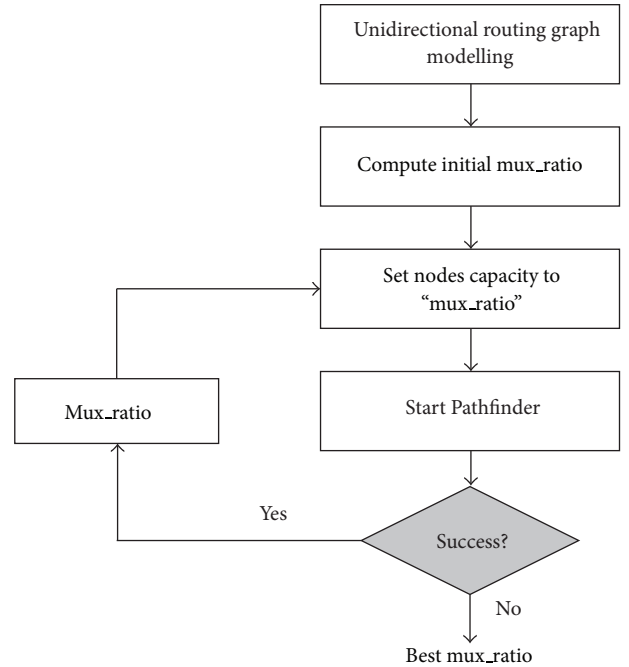 Unidirectional routing graph
modelling
Compute initial mux_ratio
Set nodes capacity to
“mux_ratio”
Mux_ratio
Start Pathfinder
Yes
Success?
No
Best mux_ratio